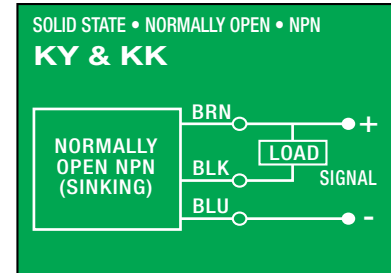 SOLID STATE • NORMALLY OPEN • NPN
KY & KK
BRN
+
NORMALLY
OPEN NPN
(SINKING)
LOAD
BLK
SIGNAL
BLU
-